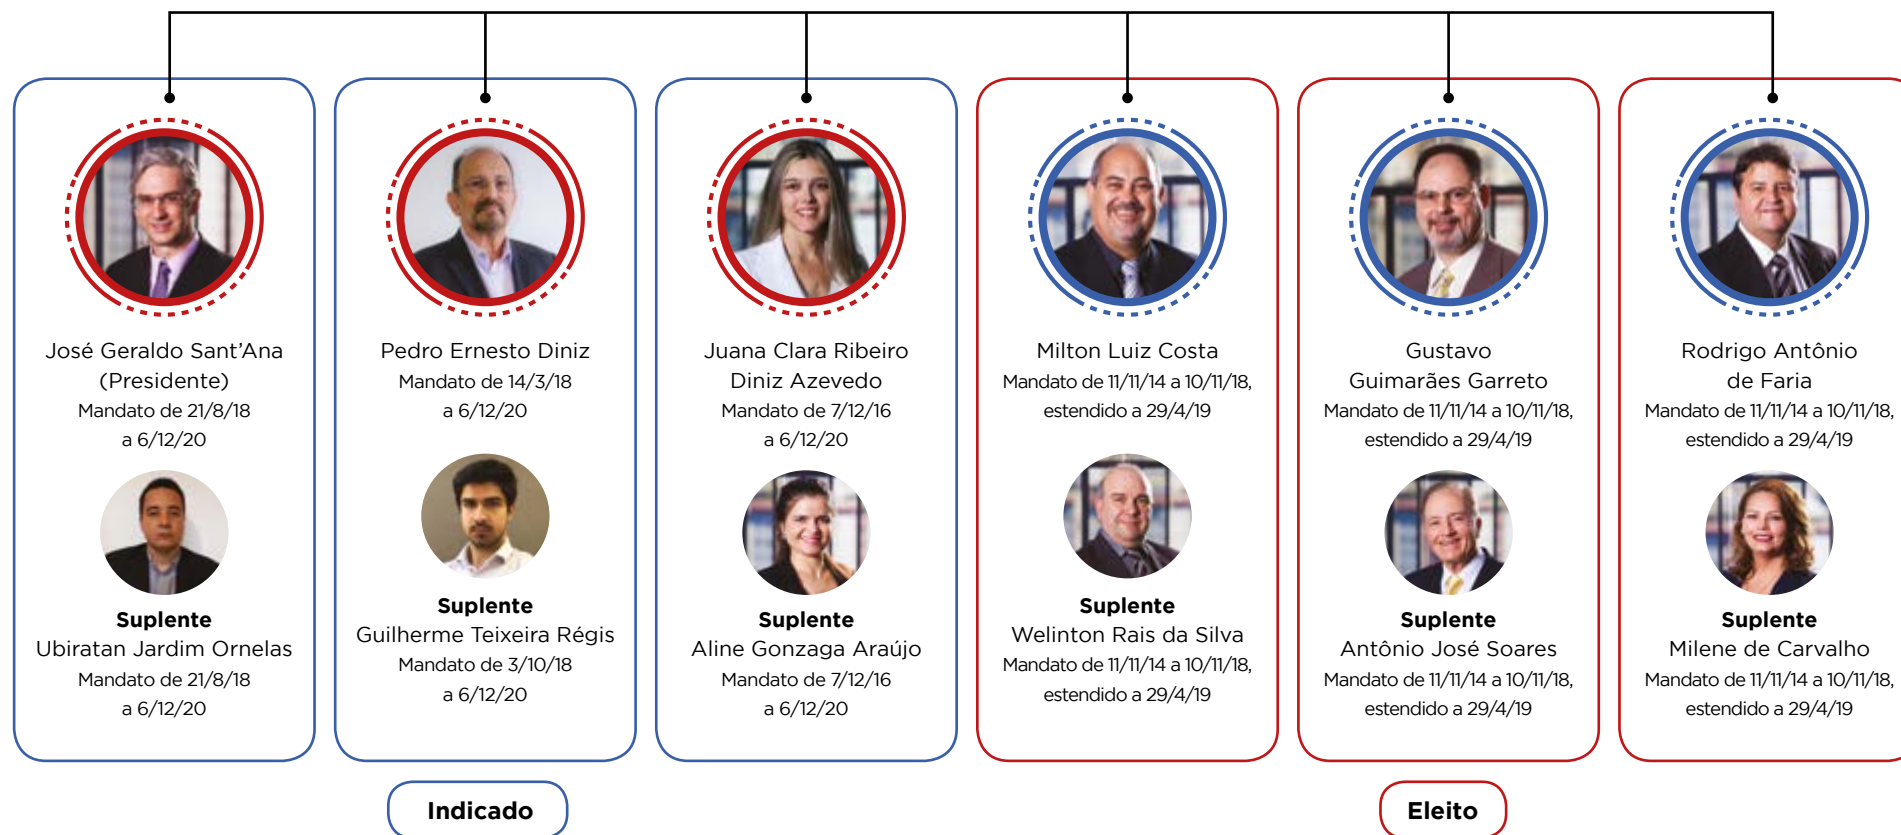 José Geraldo Sant’Ana
(Presidente)
Mandato de 21/8/18
a 6/12/20
Suplente
Ubiratan Jardim Ornelas
Mandato de 21/8/18
a 6/12/20
Pedro Ernesto Diniz
Mandato de 14/3/18
a 6/12/20
Suplente
Guilherme Teixeira Régis
Mandato de 3/10/18
a 6/12/20
Juana Clara Ribeiro
Diniz Azevedo
Mandato de 7/12/16
a 6/12/20
Suplente
Aline Gonzaga Araújo
Mandato de 7/12/16
a 6/12/20
Milton Luiz Costa
Mandato de 11/11/14 a 10/11/18,
estendido a 29/4/19
Suplente
Welinton Rais da Silva
Mandato de 11/11/14 a 10/11/18,
estendido a 29/4/19
Gustavo
Guimarães Garreto
Mandato de 11/11/14 a 10/11/18,
estendido a 29/4/19
Suplente
Antônio José Soares
Mandato de 11/11/14 a 10/11/18,
estendido a 29/4/19
Rodrigo Antônio
de Faria
Mandato de 11/11/14 a 10/11/18,
estendido a 29/4/19
Suplente
Milene de Carvalho
Mandato de 11/11/14 a 10/11/18,
estendido a 29/4/19
Indicado
Eleito